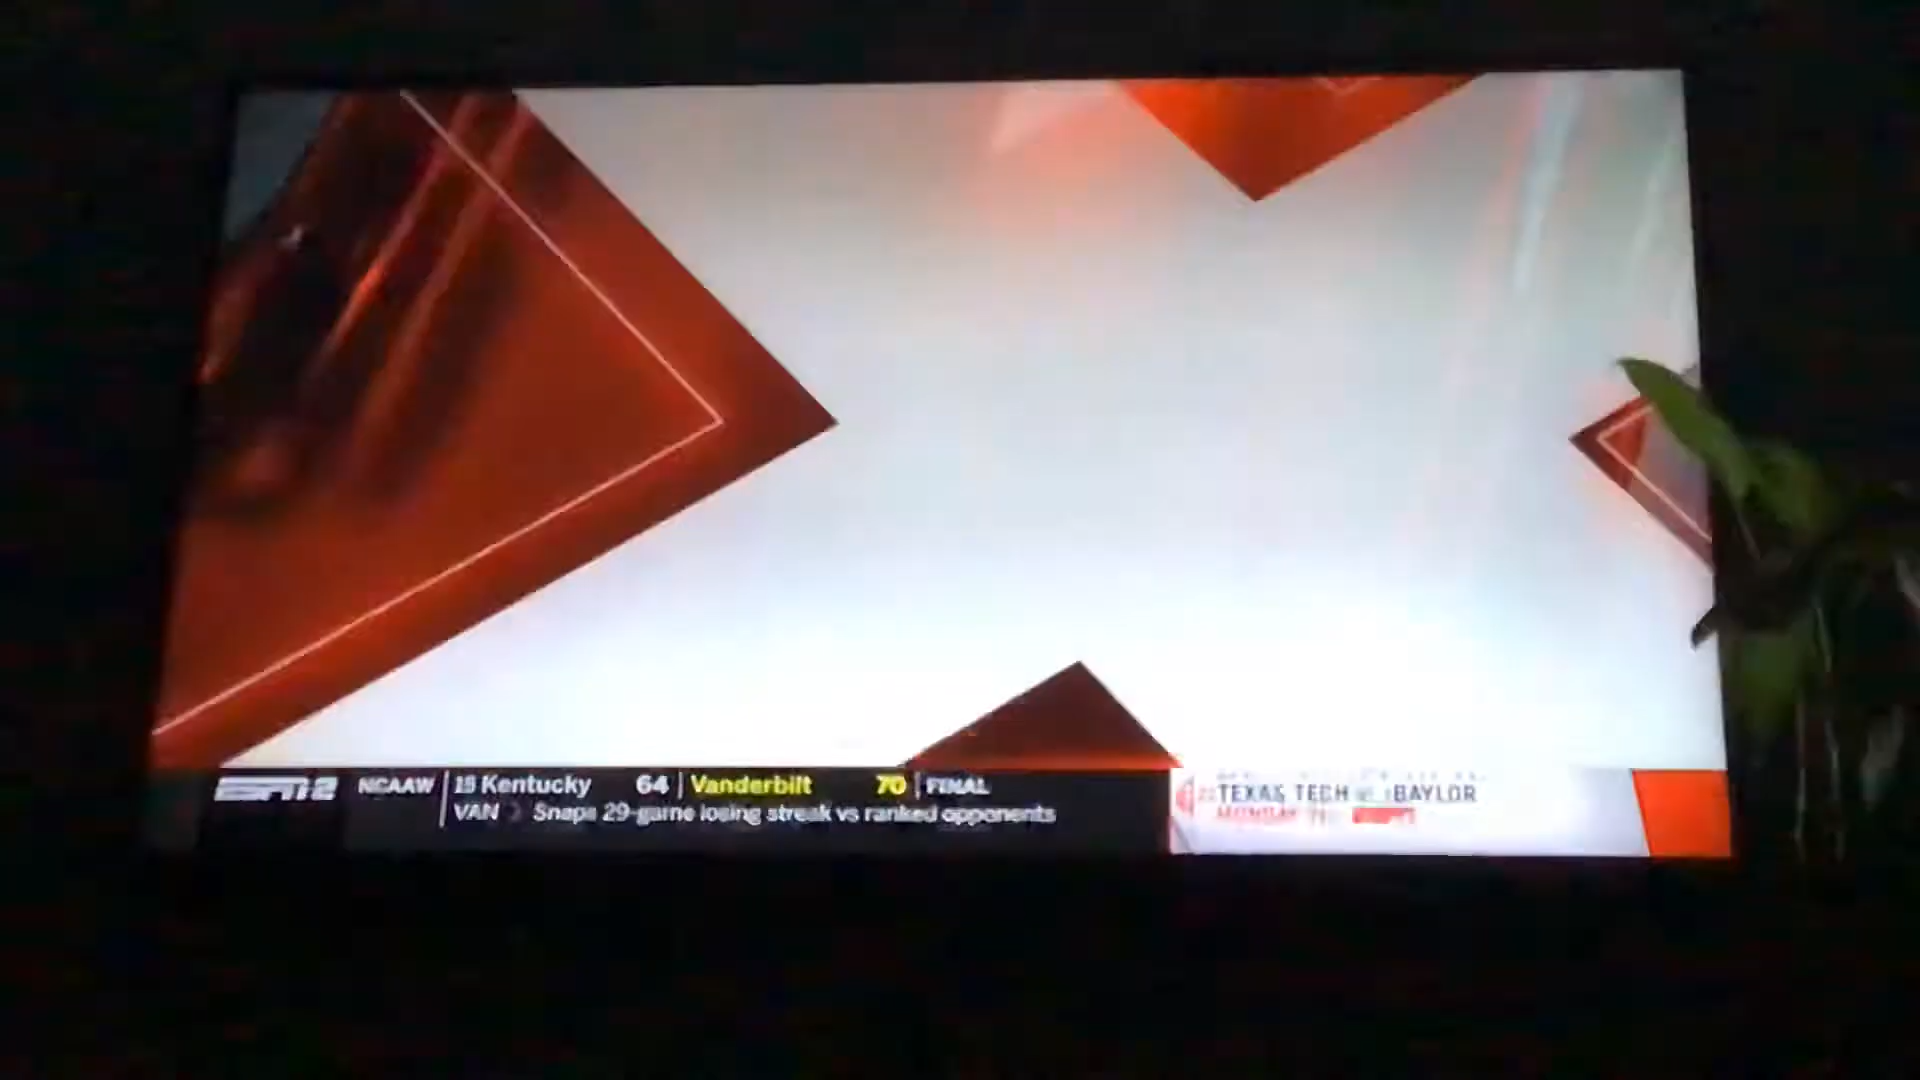 ESPN2 NCAAW Kentucky 64 Vanderbilt 70 FINAL
VAN Snaps 29-game losing streak vs ranked opponents
TEXAS TECH BAYLOR
MONDAY